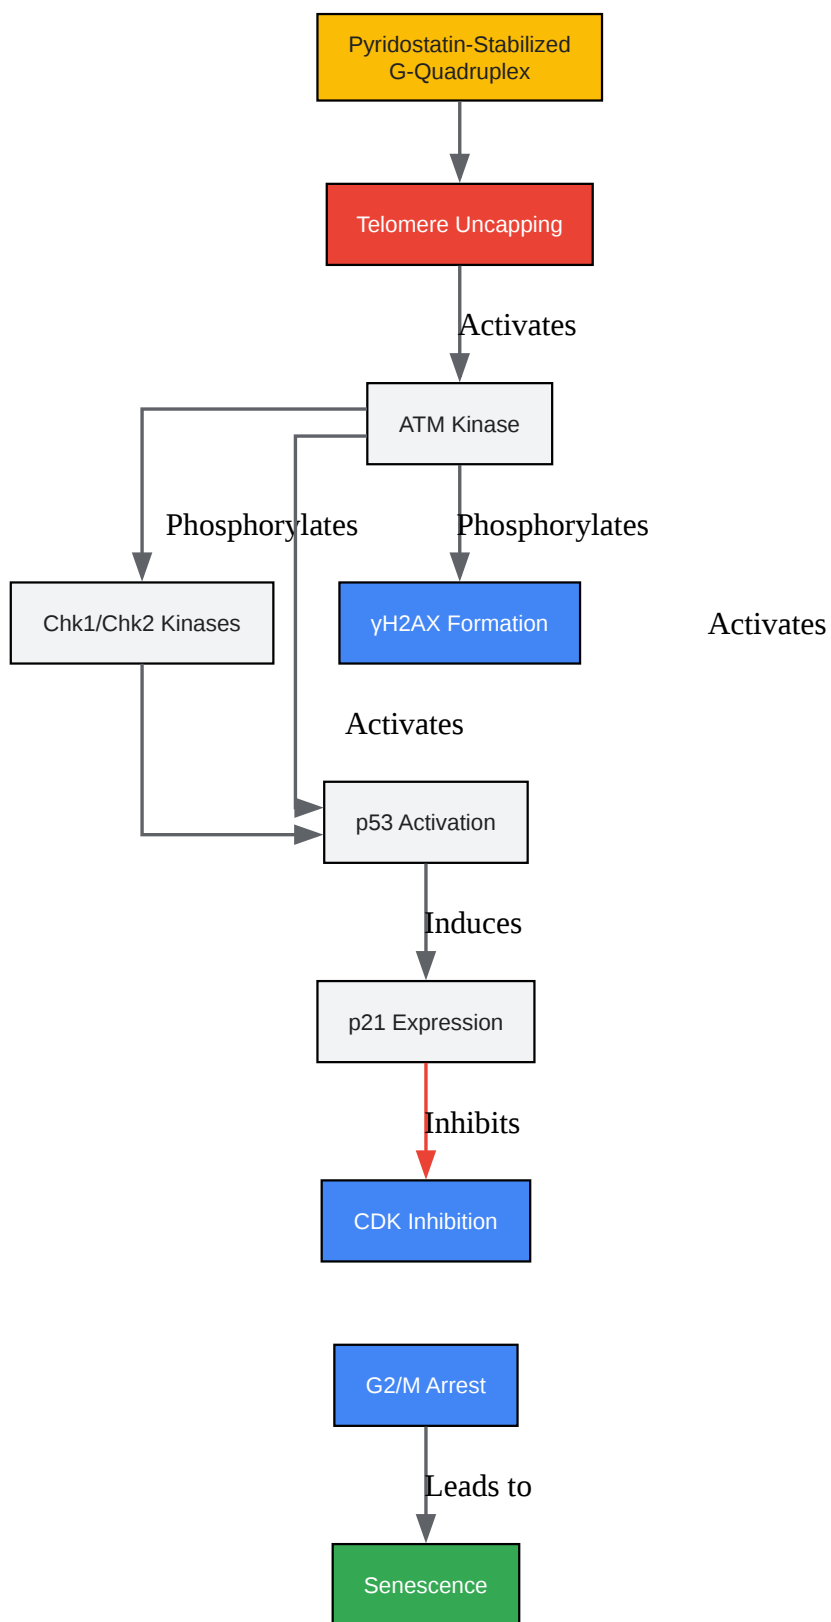 Pyridostatin-Stabilized
G-Quadruplex
Telomere Uncapping
Activates
ATM Kinase
Phosphorylates
Phosphorylates
Chk1/Chk2 Kinases
γH2AX Formation
Activates
Activates
p53 Activation
Induces
p21 Expression
Inhibits
CDK Inhibition
G2/M Arrest
Leads to
Senescence